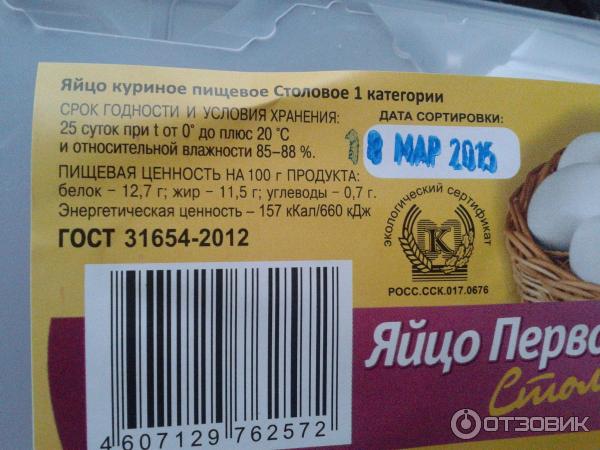 Яйцо куриное пищевое Столовое 1 категории
СРОК ГОДНОСТИ И УСЛОВИЯ ХРАНЕНИЯ:
25 суток при t от 0° до плюс 20 °C
и относительной влажности 85–88 %.
ПИЩЕВАЯ ЦЕННОСТЬ НА 100 г ПРОДУКТА:
белок – 12,7 г; жир – 11,5 г; углеводы – 0,7 г.
Энергетическая ценность – 157 кКал/660 кДж
ГОСТ 31654-2012
ДАТА СОРТИРОВКИ:
18 МАР 2015
экологический сертификат
К
РОСС.ССК.017.0676
Яйцо Перво
Стол
4 607129 762572
ОТЗОВИК